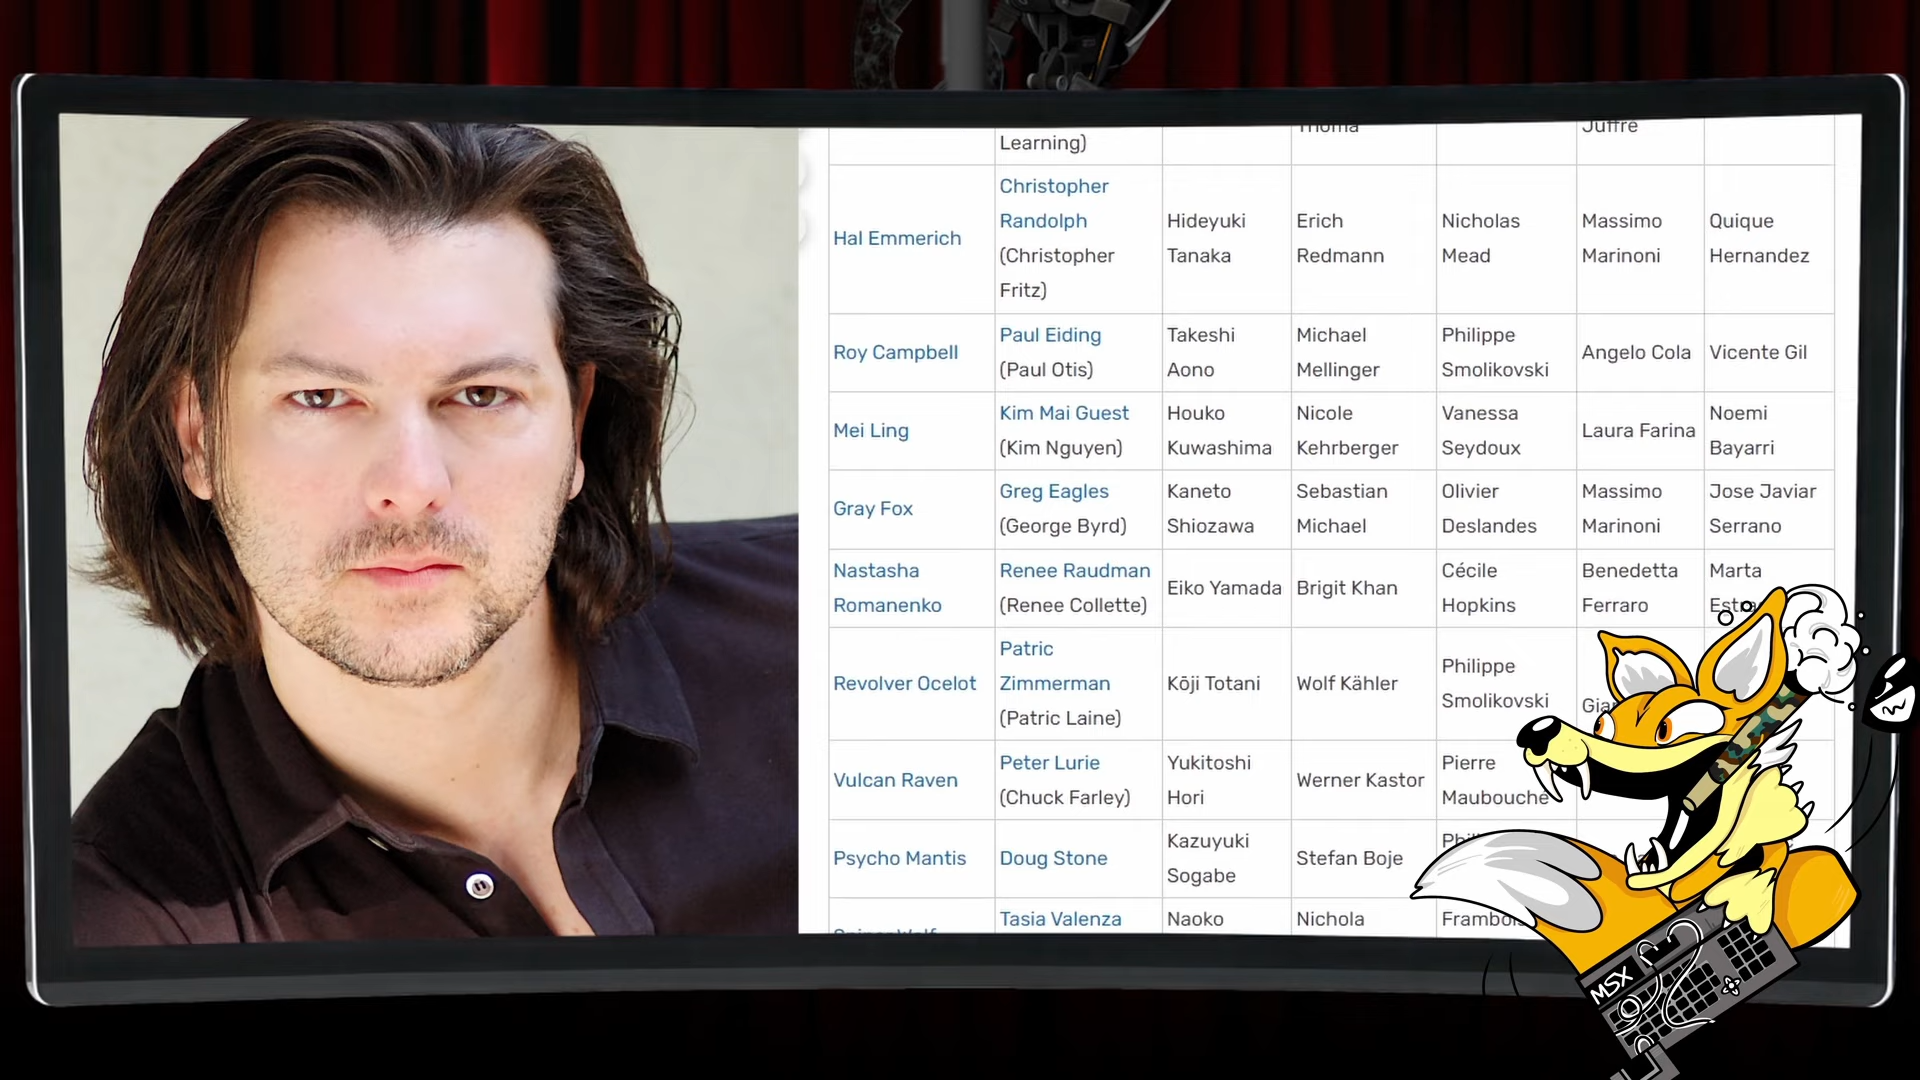 Learning)
Juffre
Hal Emmerich
Christopher
Randolph
(Christopher
Fritz)
Hideyuki
Tanaka
Erich
Redmann
Nicholas
Mead
Massimo
Marinoni
Quique
Hernandez
Roy Campbell
Paul Eiding
(Paul Otis)
Takeshi
Aono
Michael
Mellinger
Philippe
Smolikovski
Angelo Cola
Vicente Gil
Mei Ling
Kim Mai Guest
(Kim Nguyen)
Houko
Kuwashima
Nicole
Kehrberger
Vanessa
Seydoux
Laura Farina
Noemi
Bayarri
Gray Fox
Greg Eagles
(George Byrd)
Kaneto
Shiozawa
Sebastian
Michael
Olivier
Deslandes
Massimo
Marinoni
Jose Javiar
Serrano
Nastasha
Romanenko
Renee Raudman
(Renee Collette)
Eiko Yamada
Brigit Khan
Cécile
Hopkins
Benedetta
Ferraro
Marta
Revolver Ocelot
Patric
Zimmerman
(Patric Laine)
Kōji Totani
Wolf Kähler
Philippe
Smolikovski
Vulcan Raven
Peter Lurie
(Chuck Farley)
Yukitoshi
Hori
Werner Kastor
Pierre
Maubouche
Psycho Mantis
Doug Stone
Kazuyuki
Sogabe
Stefan Boje
Tasia Valenza
Naoko
Nichola
MSX